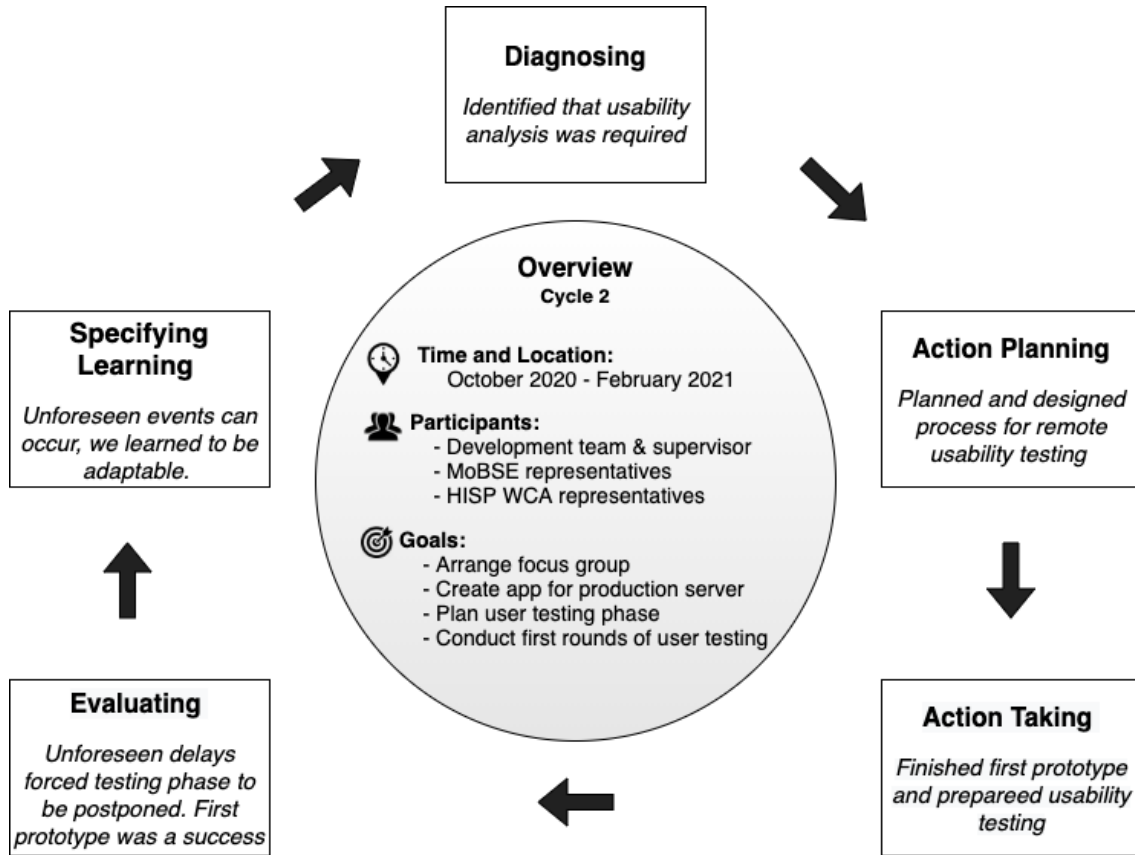 Diagnosing
Identified that usability
analysis was required
Overview
Cycle 2
Time and Location:
October 2020 - February 2021
Participants:
- Development team & supervisor
- MoBSE representatives
- HISP WCA representatives
Goals:
- Arrange focus group
- Create app for production server
- Plan user testing phase
- Conduct first rounds of user testing
Action Planning
Planned and designed
process for remote
usability testing
Action Taking
Finished first prototype
and prepareed usability
testing
Evaluating
Unforeseen delays
forced testing phase to
be postponed. First
prototype was a success
Specifying
Learning
Unforeseen events can
occur, we learned to be
adaptable.